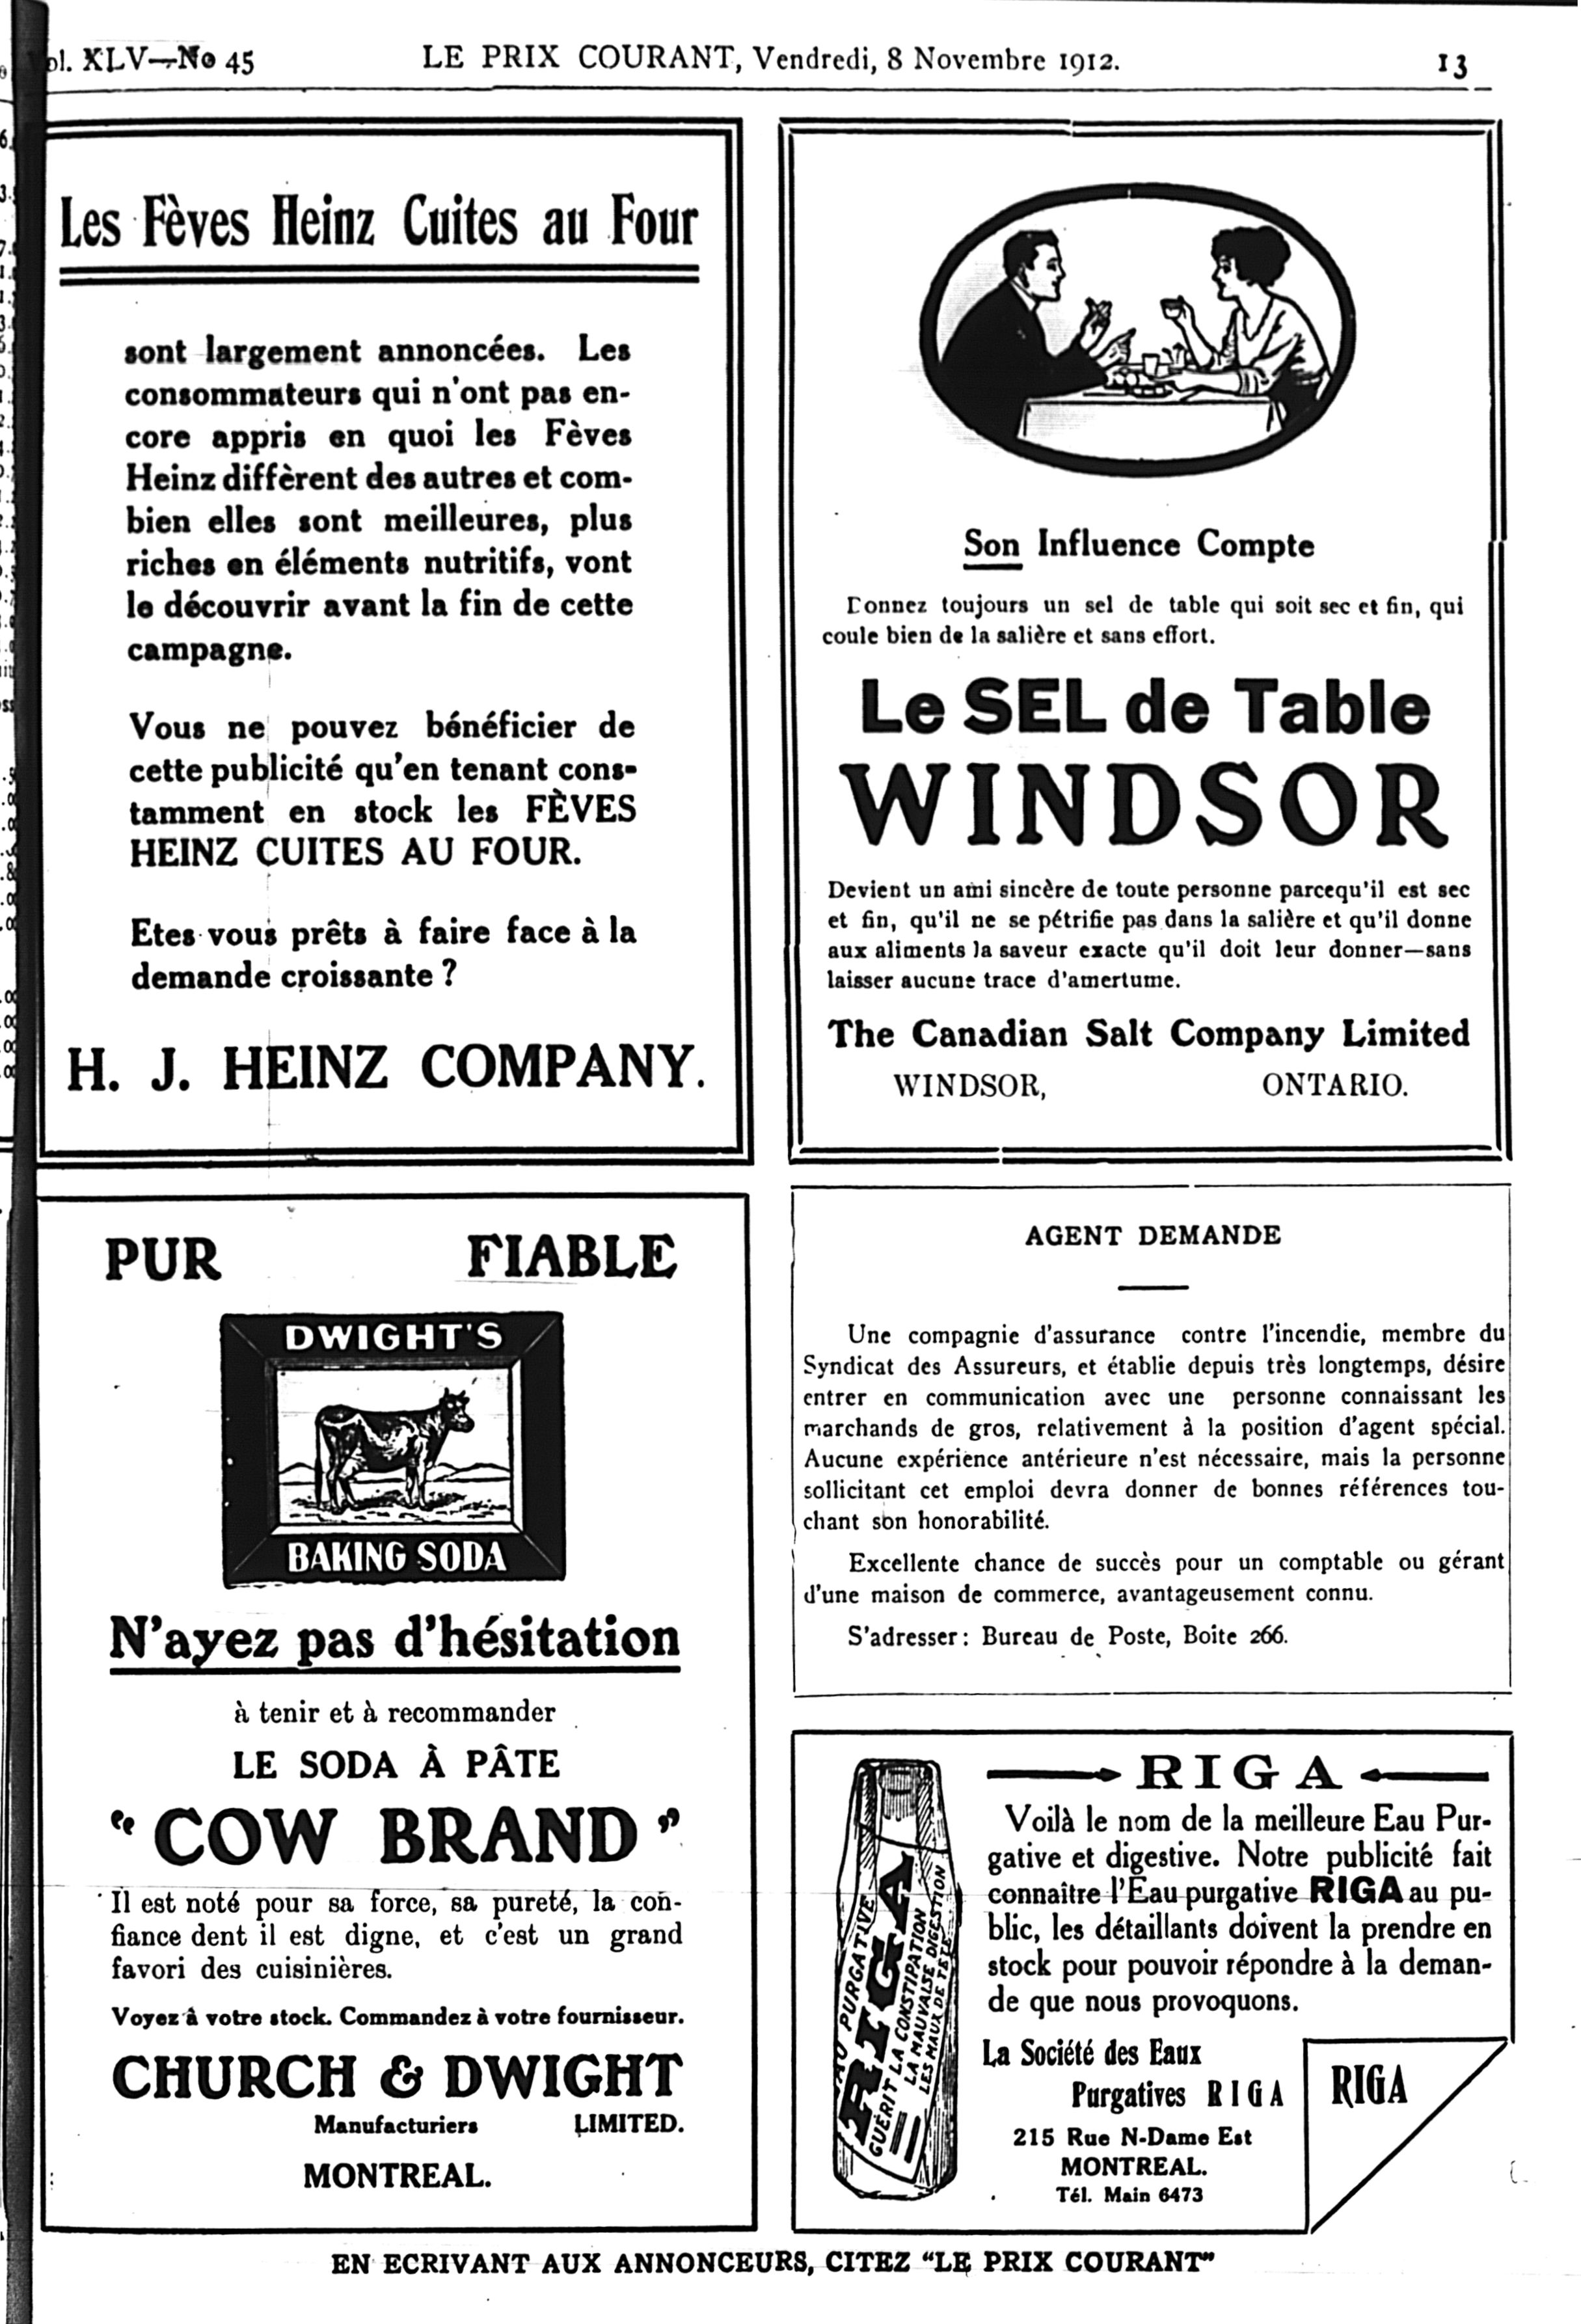 Vol. XLV—No 45 LE PRIX COURANT, Vendredi, 8 Novembre 1912. 13
Les Fèves Heinz Cuites au Four
sont largement annoncées. Les
consommateurs qui n'ont pas en-
core appris en quoi les Fèves
Heinz diffèrent des autres et com-
bien elles sont meilleures, plus
riches en éléments nutritifs, vont
le découvrir avant la fin de cette
campagne.
Vous ne pouvez bénéficier de
cette publicité qu'en tenant cons-
tamment en stock les FÈVES
HEINZ CUITES AU FOUR.
Etes vous prêts à faire face à la
demande croissante ?
H. J. HEINZ COMPANY.
Son Influence Compte
Donnez toujours un sel de table qui soit sec et fin, qui
coule bien de la salière et sans effort.
Le SEL de Table
WINDSOR
Devient un ami sincère de toute personne parcequ'il est sec
et fin, qu'il ne se pétrifie pas dans la salière et qu'il donne
aux aliments la saveur exacte qu'il doit leur donner—sans
laisser aucune trace d'amertume.
The Canadian Salt Company Limited
WINDSOR, ONTARIO.
PUR FIABLE
DWIGHT'S
BAKING SODA
N'ayez pas d'hésitation
à tenir et à recommander
LE SODA À PÂTE
"COW BRAND"
Il est noté pour sa force, sa pureté, la con-
fiance dent il est digne, et c'est un grand
favori des cuisinières.
Voyez à votre stock. Commandez à votre fournisseur.
CHURCH & DWIGHT
Manufacturiers LIMITED.
MONTREAL.
AGENT DEMANDE
Une compagnie d'assurance contre l'incendie, membre du
Syndicat des Assureurs, et établie depuis très longtemps, désire
entrer en communication avec une personne connaissant les
marchands de gros, relativement à la position d'agent spécial.
Aucune expérience antérieure n'est nécessaire, mais la personne
sollicitant cet emploi devra donner de bonnes références tou-
chant son honorabilité.
Excellente chance de succès pour un comptable ou gérant
d'une maison de commerce, avantageusement connu.
S'adresser: Bureau de Poste, Boite 266.
EAU PURGATIVE
RIGA
GUÉRIT LA CONSTIPATION
LA MAUVAISE DIGESTION
LES MAUX DE TETE
RIGA
Voilà le nom de la meilleure Eau Pur-
gative et digestive. Notre publicité fait
connaître l'Eau purgative RIGA au pu-
blic, les détaillants doivent la prendre en
stock pour pouvoir répondre à la deman-
de que nous provoquons.
La Société des Eaux
Purgatives RIGA
215 Rue N-Dame Est
MONTREAL.
Tél. Main 6473
RIGA
EN ECRIVANT AUX ANNONCEURS, CITEZ "LE PRIX COURANT"